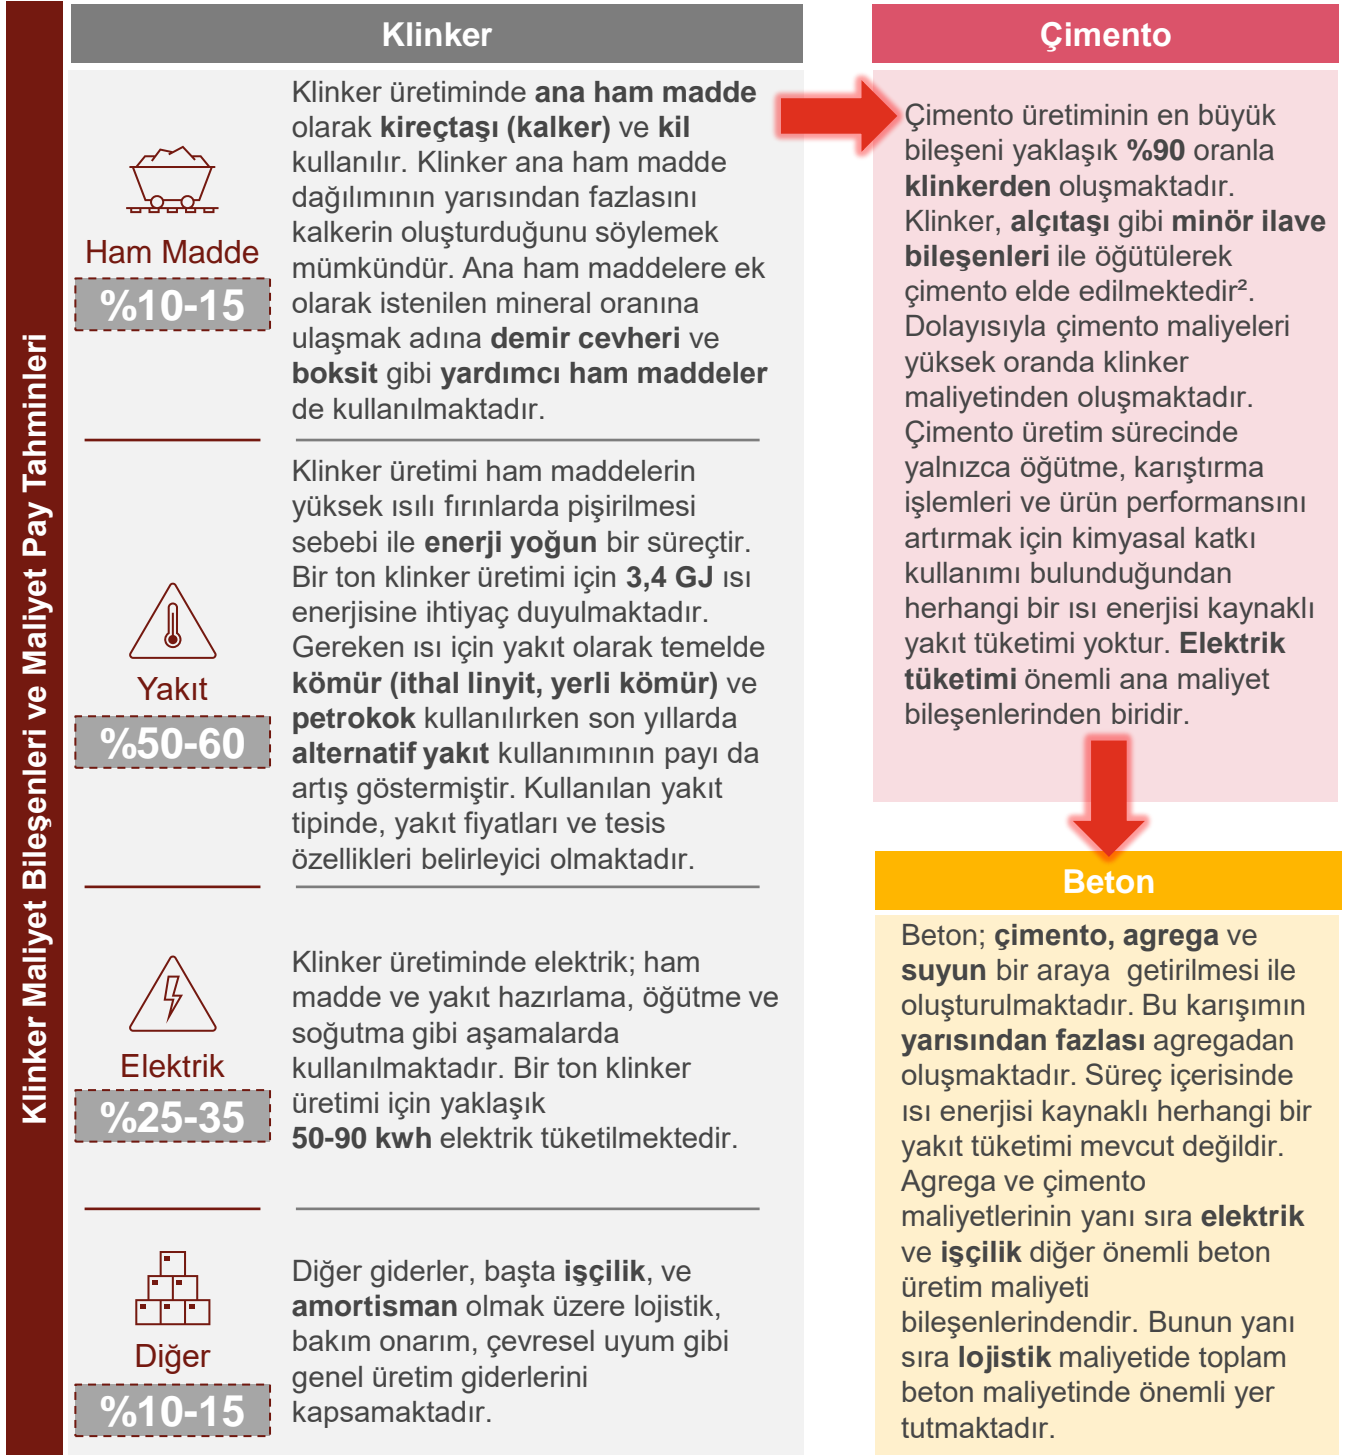 Klinker Maliyet Bileşenleri ve Maliyet Pay Tahminleri
Klinker
Ham Madde
%10-15
Klinker üretiminde ana ham madde
olarak kireçtaşı (kalker) ve kil
kullanılır. Klinker ana ham madde
dağılımının yarısından fazlasını
kalkerin oluşturduğunu söylemek
mümkündür. Ana ham maddelere ek
olarak istenilen mineral oranına
ulaşmak adına demir cevheri ve
boksit gibi yardımcı ham maddeler
de kullanılmaktadır.
Yakıt
%50-60
Klinker üretimi ham maddelerin
yüksek ısılı fırınlarda pişirilmesi
sebebi ile enerji yoğun bir süreçtir.
Bir ton klinker üretimi için 3,4 GJ ısı
enerjisine ihtiyaç duyulmaktadır.
Gereken ısı için yakıt olarak temelde
kömür (ithal linyit, yerli kömür) ve
petrokok kullanılırken son yıllarda
alternatif yakıt kullanımının payı da
artış göstermiştir. Kullanılan yakıt
tipinde, yakıt fiyatları ve tesis
özellikleri belirleyici olmaktadır.
Elektrik
%25-35
Klinker üretiminde elektrik; ham
madde ve yakıt hazırlama, öğütme ve
soğutma gibi aşamalarda
kullanılmaktadır. Bir ton klinker
üretimi için yaklaşık
50-90 kwh elektrik tüketilmektedir.
Diğer
%10-15
Diğer giderler, başta işçilik, ve
amortisman olmak üzere lojistik,
bakım onarım, çevresel uyum gibi
genel üretim giderlerini
kapsamaktadır.
Çimento
Çimento üretiminin en büyük
bileşeni yaklaşık %90 oranla
klinkerden oluşmaktadır.
Klinker, alçıtaşı gibi minör ilave
bileşenleri ile öğütülerek
çimento elde edilmektedir².
Dolayısıyla çimento maliyeleri
yüksek oranda klinker
maliyetinden oluşmaktadır.
Çimento üretim sürecinde
yalnızca öğütme, karıştırma
işlemleri ve ürün performansını
artırmak için kimyasal katkı
kullanımı bulunduğundan
herhangi bir ısı enerjisi kaynaklı
yakıt tüketimi yoktur. Elektrik
tüketimi önemli ana maliyet
bileşenlerinden biridir.
Beton
Beton; çimento, agrega ve
suyun bir araya  getirilmesi ile
oluşturulmaktadır. Bu karışımın
yarısından fazlası agregadan
oluşmaktadır. Süreç içerisinde
ısı enerjisi kaynaklı herhangi bir
yakıt tüketimi mevcut değildir.
Agrega ve çimento
maliyetlerinin yanı sıra elektrik
ve işçilik diğer önemli beton
üretim maliyeti
bileşenlerindendir. Bunun yanı
sıra lojistik maliyetide toplam
beton maliyetinde önemli yer
tutmaktadır.